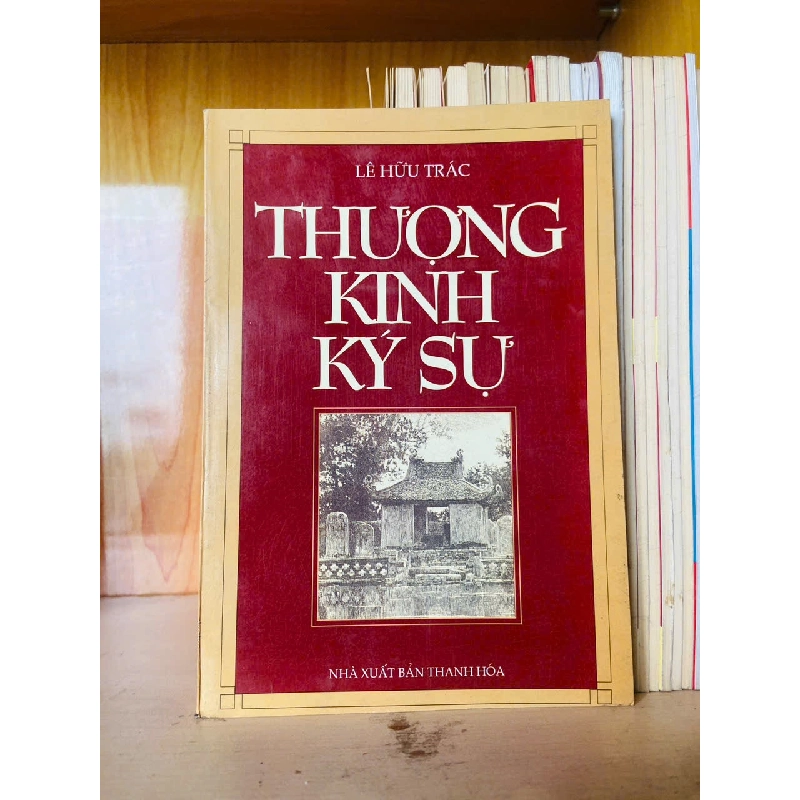 LÊ HỮU TRÁC
THƯỢNG
KINH
KÝ SỰ
NHÀ XUẤT BẢN THANH HÓA